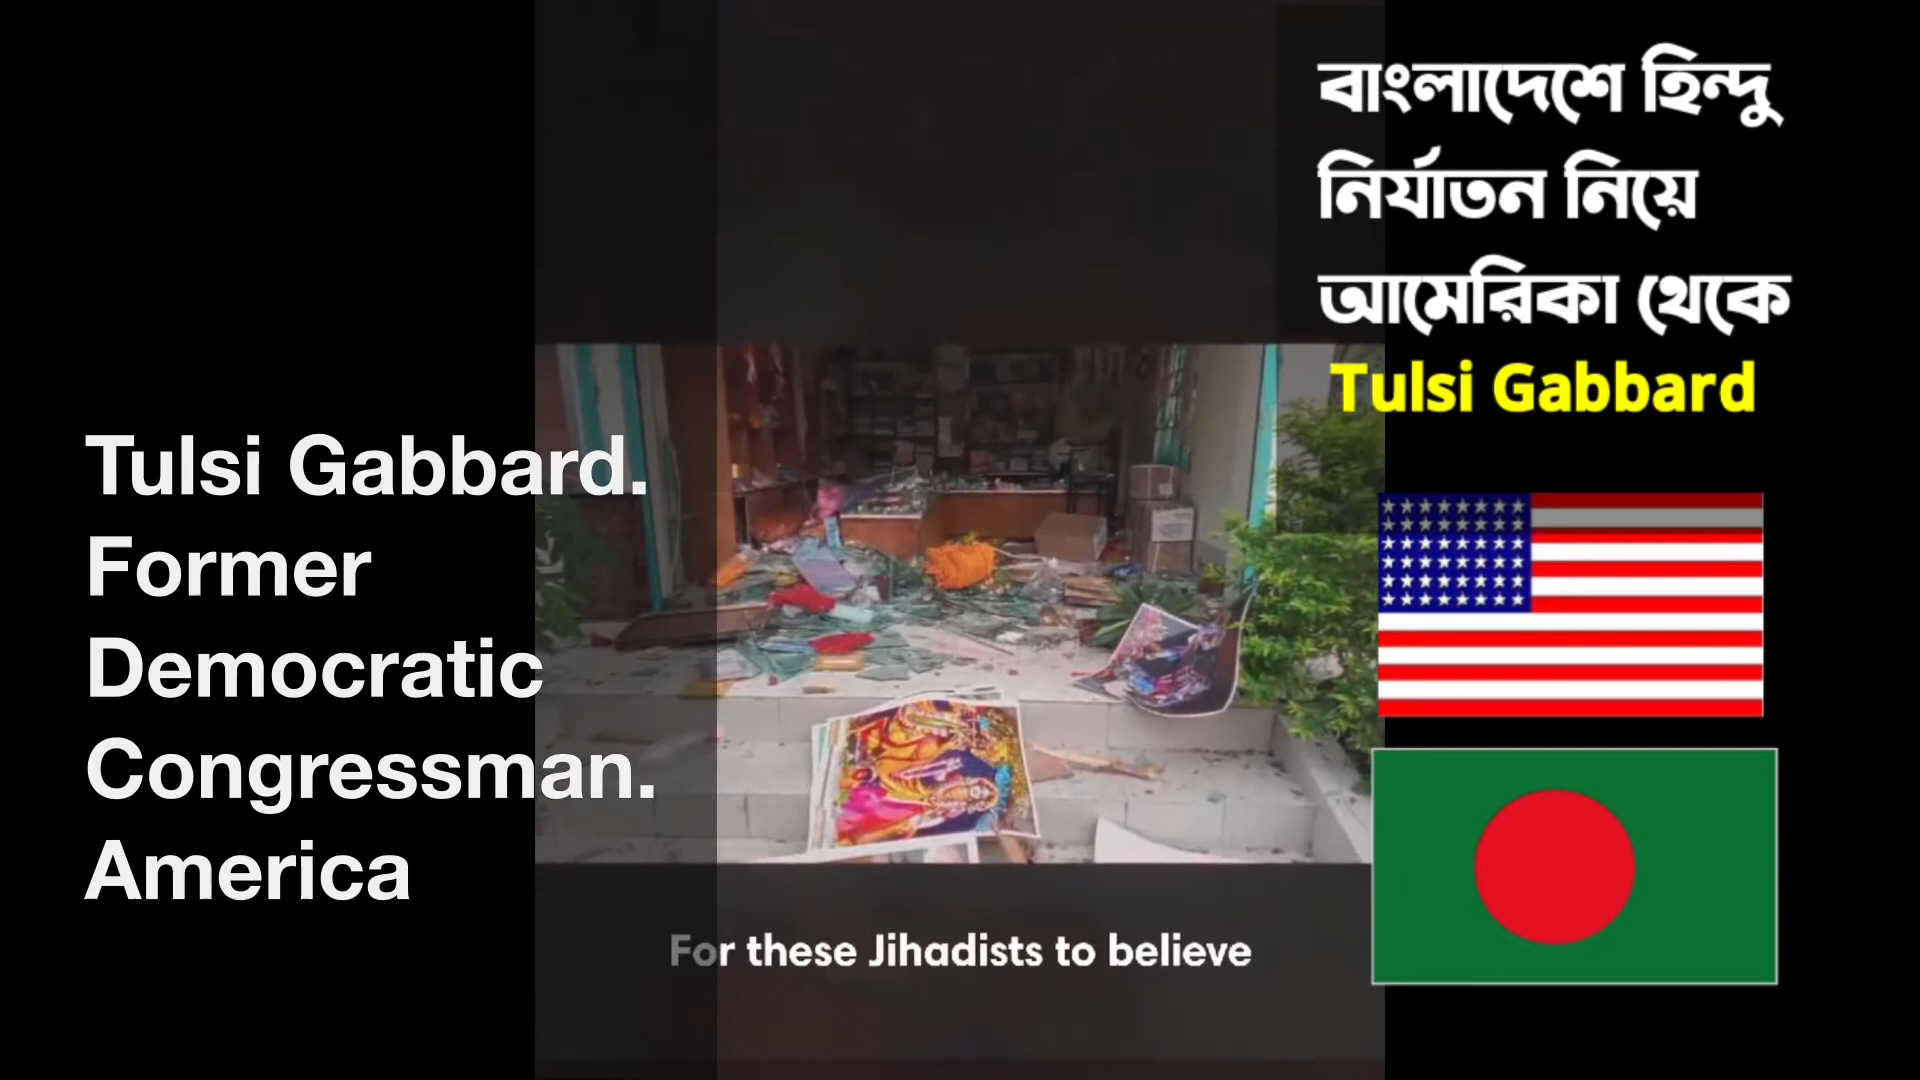 Tulsi Gabbard.
Former
Democratic
Congressman.
America
বাংলাদেশে হিন্দু
নির্যাতন নিয়ে
আমেরিকা থেকে
Tulsi Gabbard
For these Jihadists to believe